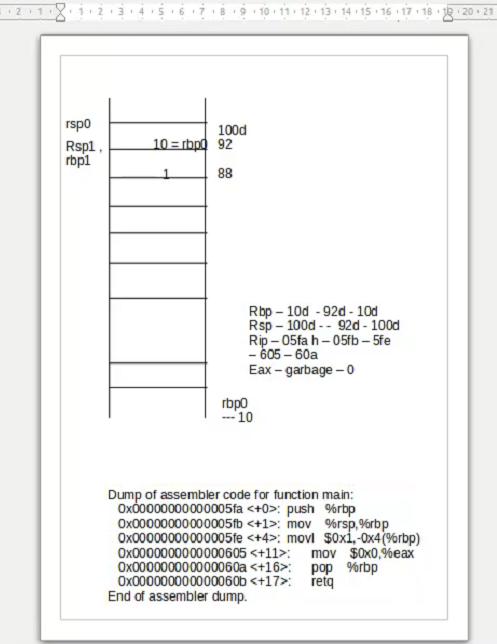 2 1 1 2 3 4 5 6 7 8 9 10 11 12 13 14 15 16 17 18 19 20 21
rsp0
100d
Rsp1 , 10 = rbp0 92
rbp1
1 88
Rbp – 10d - 92d - 10d
Rsp – 100d - - 92d - 100d
Rip – 05fa h – 05fb – 5fe
– 605 – 60a
Eax – garbage – 0
rbp0
--- 10
Dump of assembler code for function main:
0x00000000000005fa <+0>: push %rbp
0x00000000000005fb <+1>: mov %rsp,%rbp
0x00000000000005fe <+4>: movl $0x1,-0x4(%rbp)
0x0000000000000605 <+11>: mov $0x0,%eax
0x000000000000060a <+16>: pop %rbp
0x000000000000060b <+17>: retq
End of assembler dump.